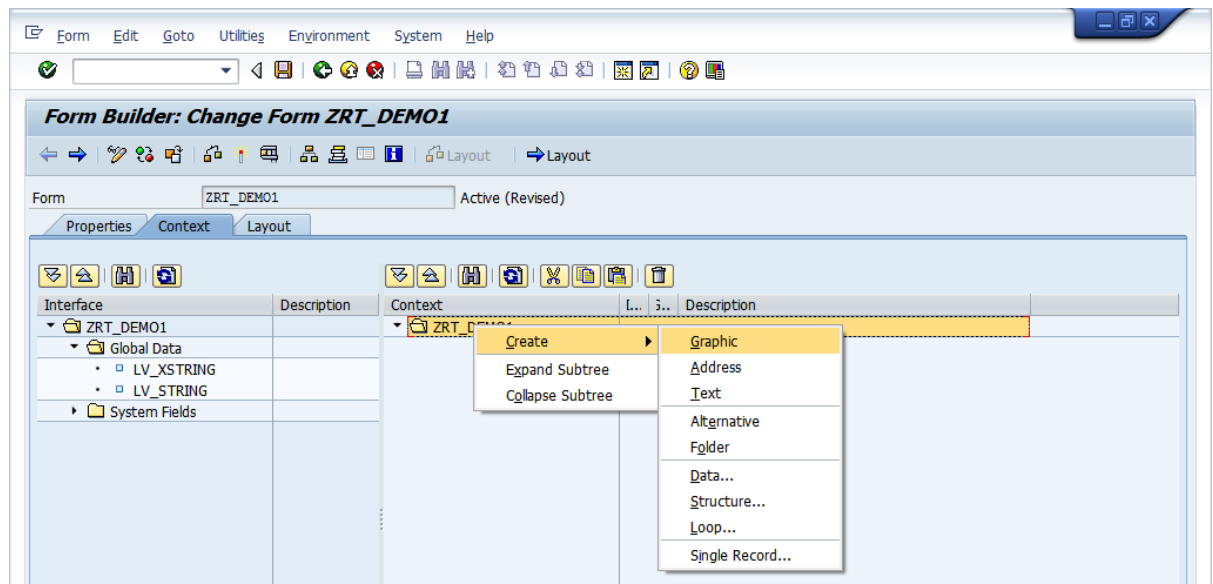 Form Edit Goto Utilities Environment System Help
Form Builder: Change Form ZRT_DEMO1
Layout Layout
Form ZRT_DEMO1 Active (Revised)
Properties Context Layout
Interface Description Context I... S.. Description
ZRT_DEMO1
Global Data
LV_XSTRING
LV_STRING
System Fields
ZRT_DEMO1
Create
Expand Subtree
Collapse Subtree
Graphic
Address
Text
Alternative
Folder
Data...
Structure...
Loop...
Single Record...